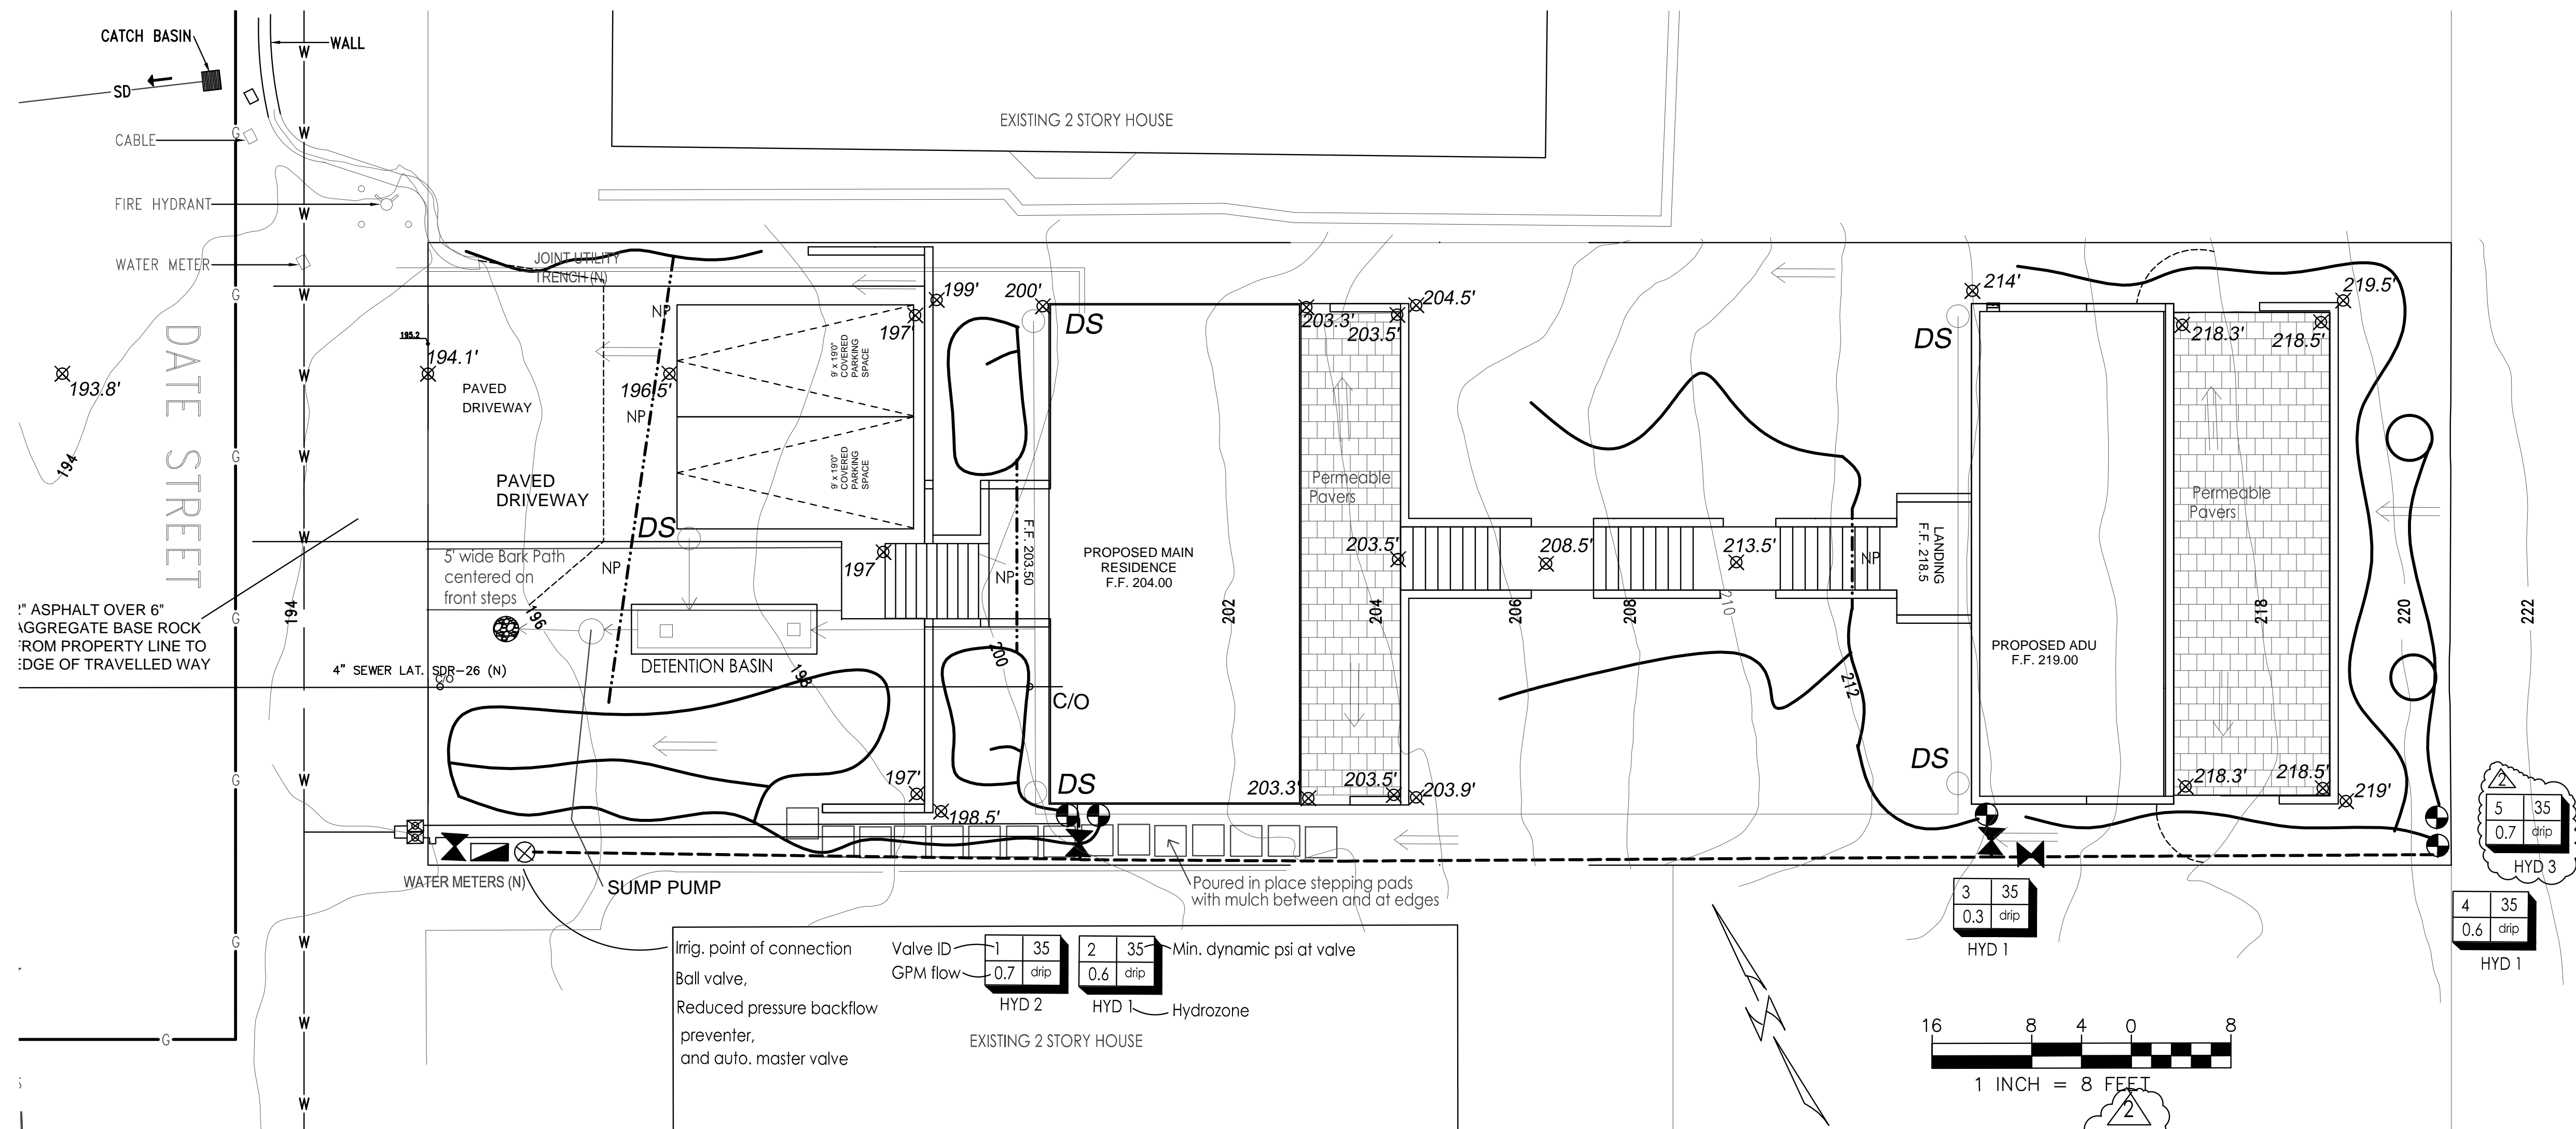 CATCH BASIN
WALL
SD
CABLE
FIRE HYDRANT
WATER METER
W
W
W
W
W
W
W
W
W
W
W
W
W
G
G
G
G
G
G
G
DATE STREET
193.8'
194
194
2" ASPHALT OVER 6"
AGGREGATE BASE ROCK
FROM PROPERTY LINE TO
EDGE OF TRAVELLED WAY
EXISTING 2 STORY HOUSE
JOINT UTILITY
TRENCH (N)
195.2
194.1'
PAVED
DRIVEWAY
PAVED
DRIVEWAY
NP
196.5'
NP
NP
9' x 19'0"
COVERED
PARKING
SPACE
9' x 19'0"
COVERED
PARKING
SPACE
199'
197'
200'
DS
DS
5' wide Bark Path
centered on
front steps
196
197
NP
F.F. 203.50
DETENTION BASIN
4" SEWER LAT. SDR-26 (N)
C/O
198
200
C/O
DS
197'
198.5'
WATER METERS (N)
SUMP PUMP
PROPOSED MAIN
RESIDENCE
F.F. 204.00
202
203.3'
203.5'
204.5'
Permeable
Pavers
203.5'
204
203.3'
203.5'
203.9'
Poured in place stepping pads
with mulch between and at edges
208.5'
213.5'
206
208
210
212
NP
LANDING
F.F. 218.5
214'
DS
DS
PROPOSED ADU
F.F. 219.00
218.3'
218.5'
219.5'
Permeable
Pavers
218
220
222
218.3'
218.5'
219'
2
5 35
0.7 drip
HYD 3
4 35
0.6 drip
HYD 1
3 35
0.3 drip
HYD 1
Irrig. point of connection
Ball valve,
Reduced pressure backflow
preventer,
and auto. master valve
Valve ID
GPM flow
1 35
0.7 drip
HYD 2
2 35
0.6 drip
HYD 1
Min. dynamic psi at valve
Hydrozone
EXISTING 2 STORY HOUSE
16 8 4 0 8
1 INCH = 8 FEET
2